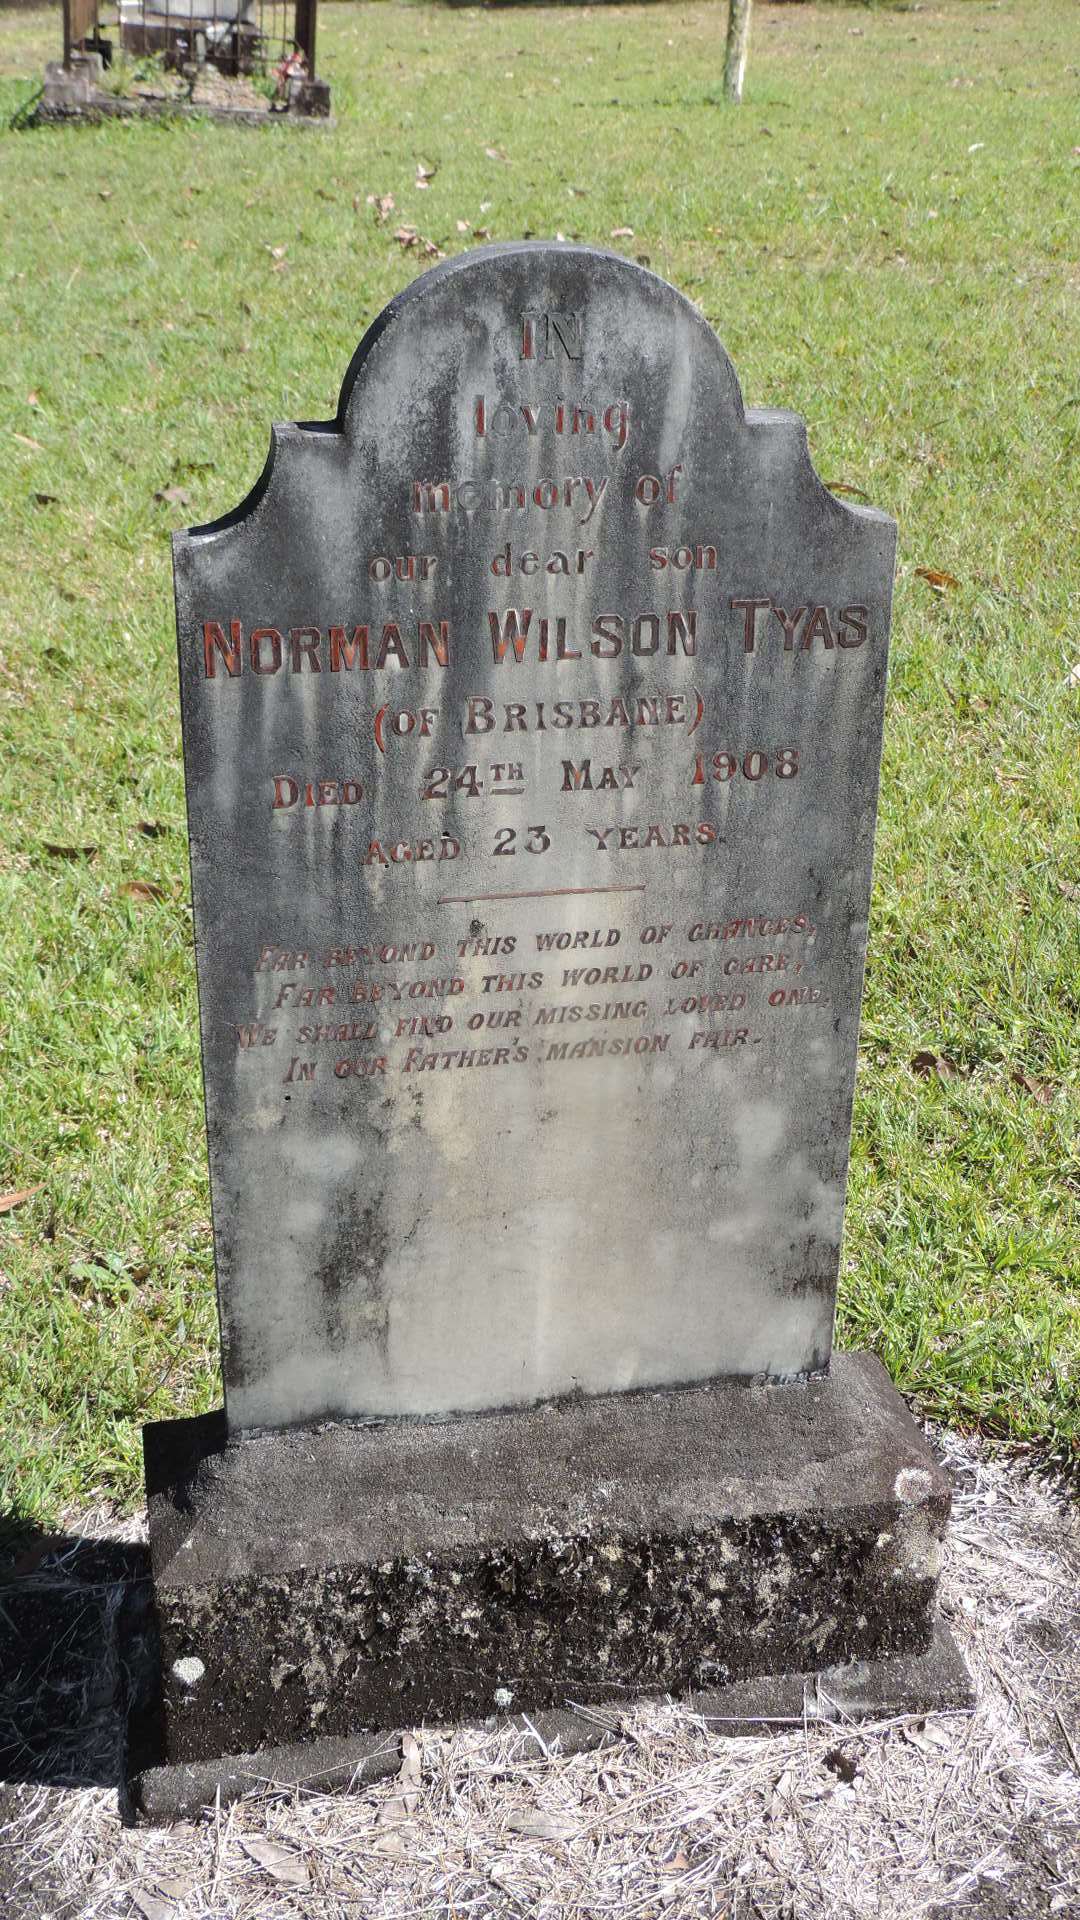 IN
loving
memory of
our dear son
NORMAN WILSON TYAS
(OF BRISBANE)
DIED 24TH MAY 1908
AGED 23 YEARS.
FAR BEYOND THIS WORLD OF CHANGES,
FAR BEYOND THIS WORLD OF CARE,
WE SHALL FIND OUR MISSING LOVED ONE,
IN OUR FATHER'S MANSION FAIR.